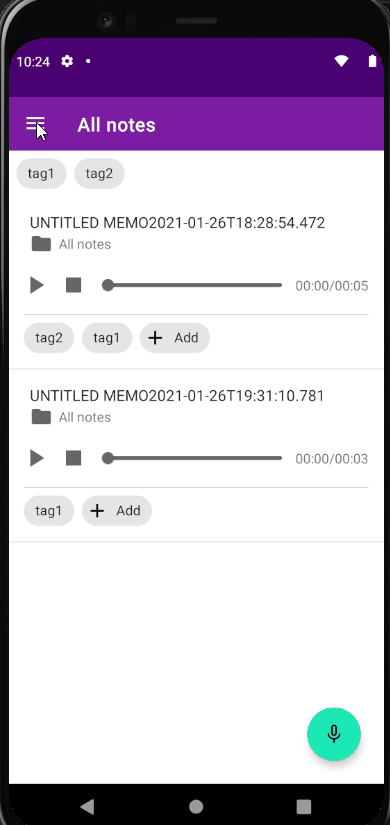 10:24
All notes
tag1 tag2
UNTITLED MEMO2021-01-26T18:28:54.472
All notes
00:00/00:05
tag2 tag1 + Add
UNTITLED MEMO2021-01-26T19:31:10.781
All notes
00:00/00:03
tag1 + Add